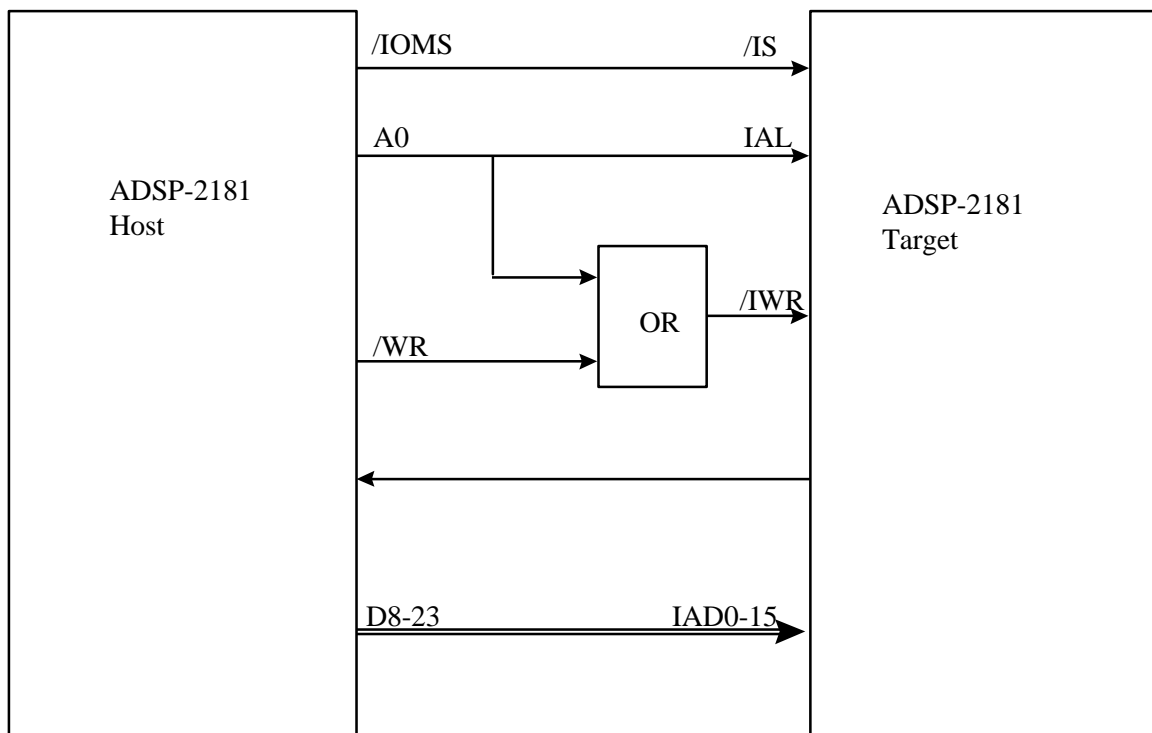 /IOMS
/IS
A0
IAL
ADSP-2181
Host
ADSP-2181
Target
OR
/IWR
/WR
D8-23
IAD0-15